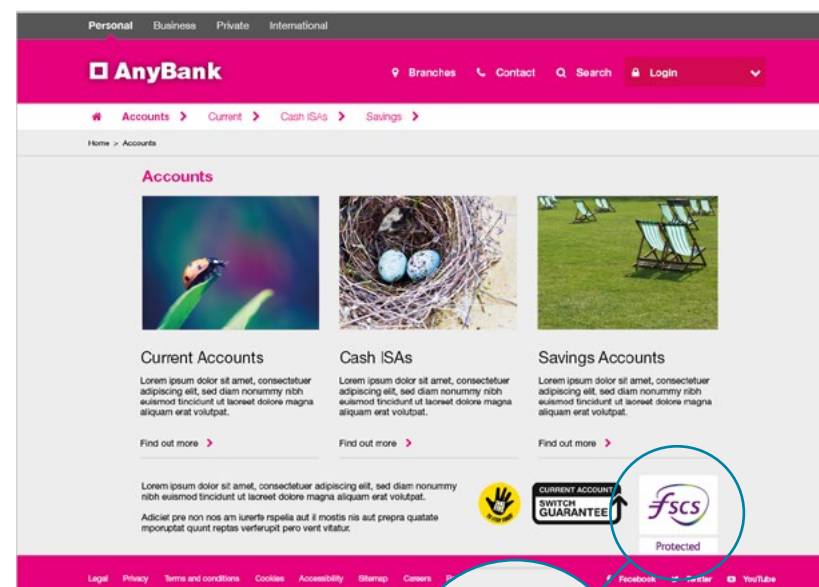 Personal Business Private International
AnyBank
Branches Contact Search Login
Accounts Current Cash ISAs Savings
Home > Accounts
Accounts
Current Accounts
Lorem ipsum dolor sit amet, consectetuer
adipiscing elit, sed diam nonummy nibh
euismod tincidunt ut laoreet dolore magna
aliquam erat volutpat.
Find out more
Cash ISAs
Lorem ipsum dolor sit amet, consectetuer
adipiscing elit, sed diam nonummy nibh
euismod tincidunt ut laoreet dolore magna
aliquam erat volutpat.
Find out more
Savings Accounts
Lorem ipsum dolor sit amet, consectetuer
adipiscing elit, sed diam nonummy nibh
euismod tincidunt ut laoreet dolore magna
aliquam erat volutpat.
Find out more
Lorem ipsum dolor sit amet, consectetuer adipiscing elit, sed diam nonummy
nibh euismod tincidunt ut laoreet dolore magna aliquam erat volutpat.
Adiciet pre non nos am iurerfe rspelia aut il mostis nis aut prepra quatate
mporuptat quunt reptas verferupit pero vent
vitatur.
CURRENT ACCOUNT
SWITCH
GUARANTEE
fscs
Protected
Legal Privacy Terms and conditions Cookies Accessibility Sitemap Careers
Facebook Twitter YouTube